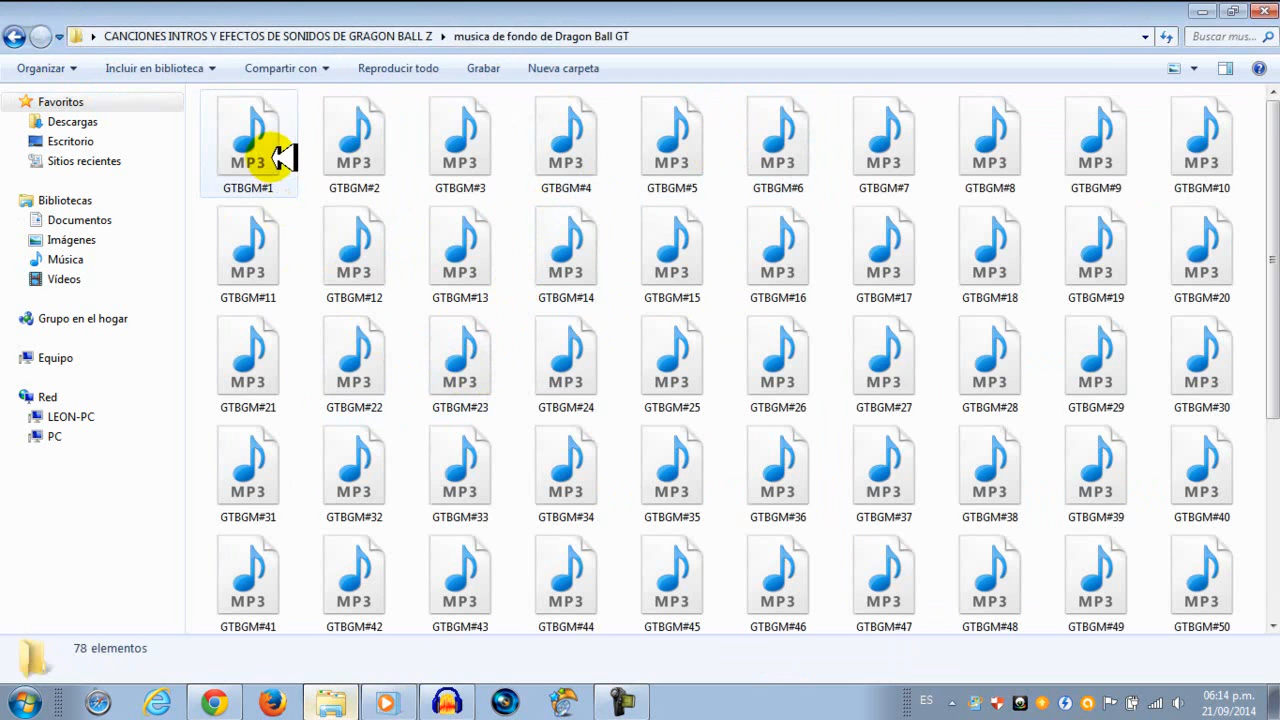 CANCIONES INTROS Y EFECTOS DE SONIDOS DE GRAGON BALL Z musica de fondo de Dragon Ball GT Buscar mus...
Organizar Incluir en biblioteca Compartir con Reproducir todo Grabar Nueva carpeta
Favoritos
Descargas
Escritorio
Sitios recientes
Bibliotecas
Documentos
Imágenes
Música
Vídeos
Grupo en el hogar
Equipo
Red
LEON-PC
PC
MP3 MP3 MP3 MP3 MP3 MP3 MP3 MP3 MP3 MP3
GTBGM#1 GTBGM#2 GTBGM#3 GTBGM#4 GTBGM#5 GTBGM#6 GTBGM#7 GTBGM#8 GTBGM#9 GTBGM#10
MP3 MP3 MP3 MP3 MP3 MP3 MP3 MP3 MP3 MP3
GTBGM#11 GTBGM#12 GTBGM#13 GTBGM#14 GTBGM#15 GTBGM#16 GTBGM#17 GTBGM#18 GTBGM#19 GTBGM#20
MP3 MP3 MP3 MP3 MP3 MP3 MP3 MP3 MP3 MP3
GTBGM#21 GTBGM#22 GTBGM#23 GTBGM#24 GTBGM#25 GTBGM#26 GTBGM#27 GTBGM#28 GTBGM#29 GTBGM#30
MP3 MP3 MP3 MP3 MP3 MP3 MP3 MP3 MP3 MP3
GTBGM#31 GTBGM#32 GTBGM#33 GTBGM#34 GTBGM#35 GTBGM#36 GTBGM#37 GTBGM#38 GTBGM#39 GTBGM#40
MP3 MP3 MP3 MP3 MP3 MP3 MP3 MP3 MP3 MP3
GTBGM#41 GTBGM#42 GTBGM#43 GTBGM#44 GTBGM#45 GTBGM#46 GTBGM#47 GTBGM#48 GTBGM#49 GTBGM#50
78 elementos
ES
06:14 p.m.
21/09/2014